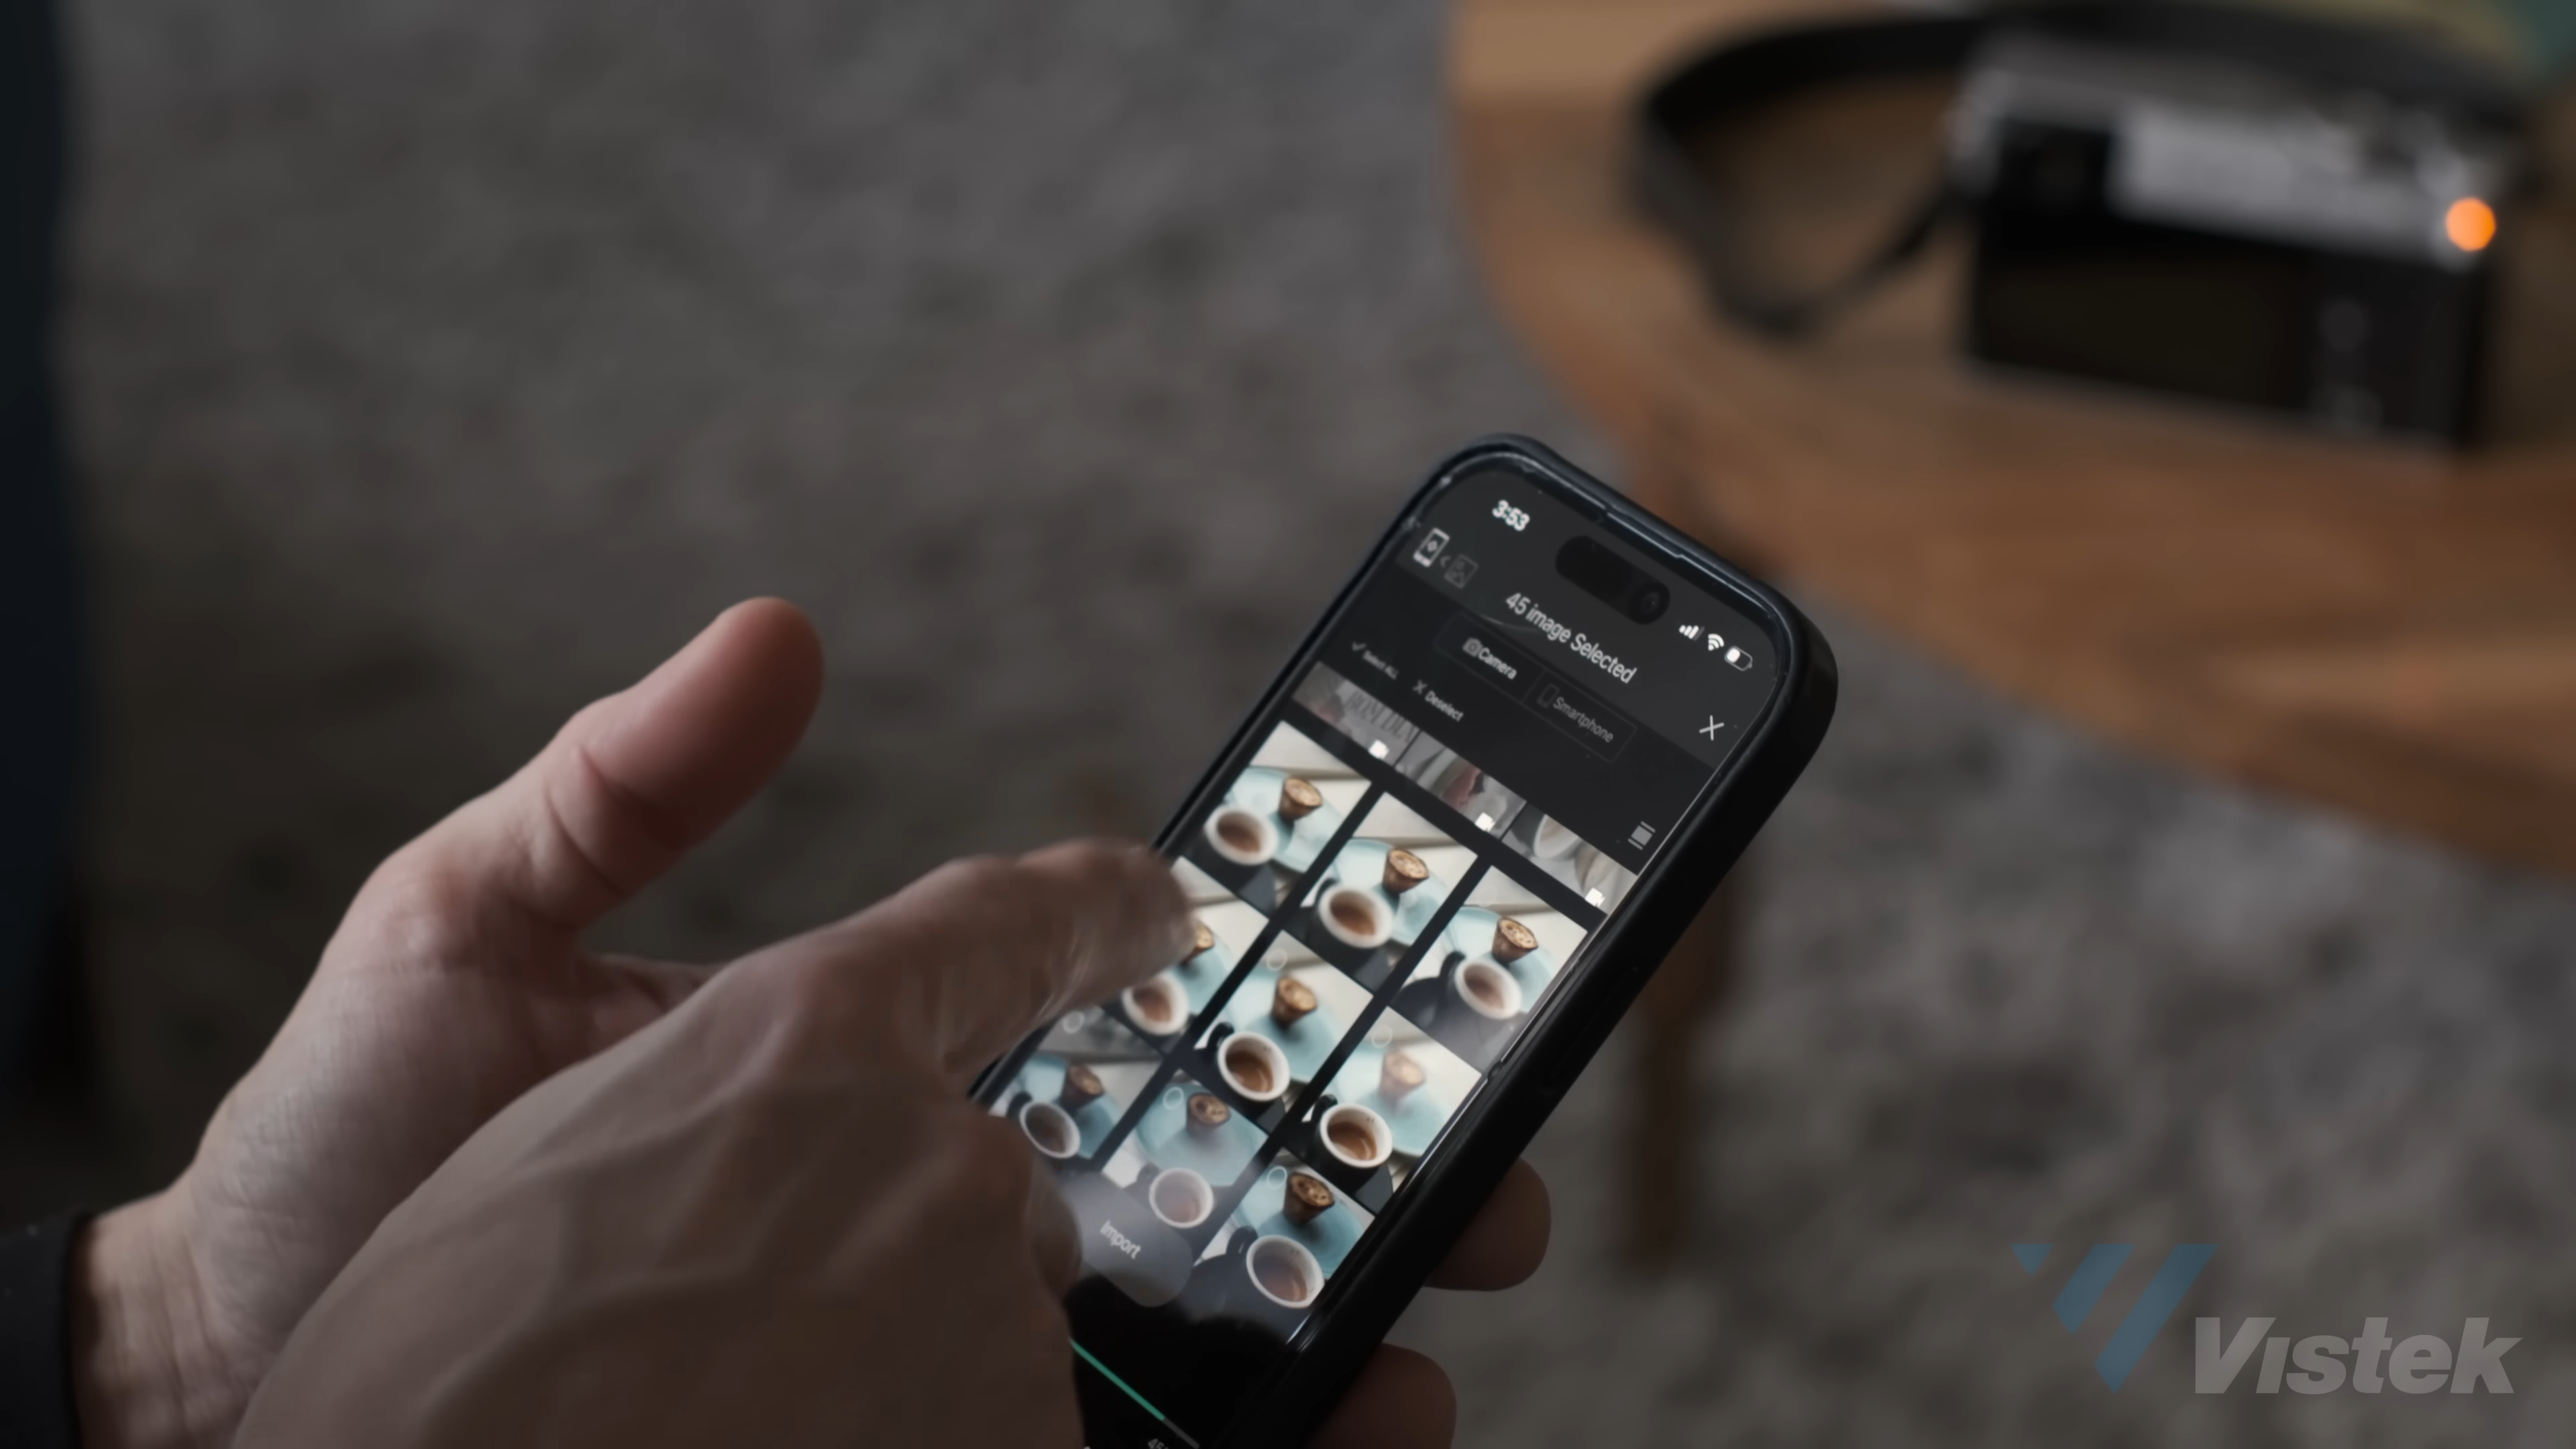 3:53
45 image Selected
Camera
Smartphone
Select ALL
Deselect
Import
Vistek